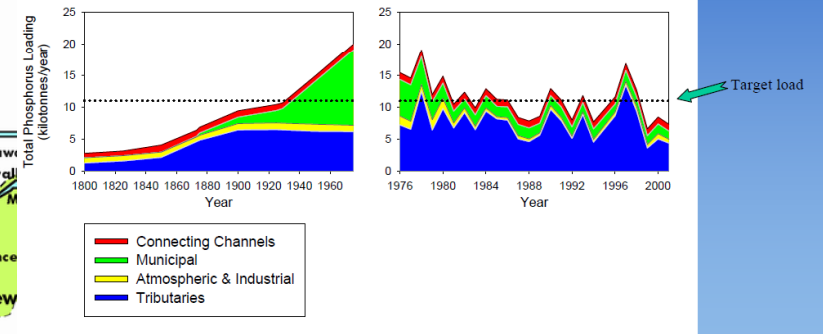 Total Phosphorus Loading
(kilotonnes/year)
25
20
15
10
5
0
1800 1820 1840 1860 1880 1900 1920 1940 1960
Year
25
20
15
10
5
0
1976 1980 1984 1988 1992 1996 2000
Year
Target load
Connecting Channels
Municipal
Atmospheric & Industrial
Tributaries